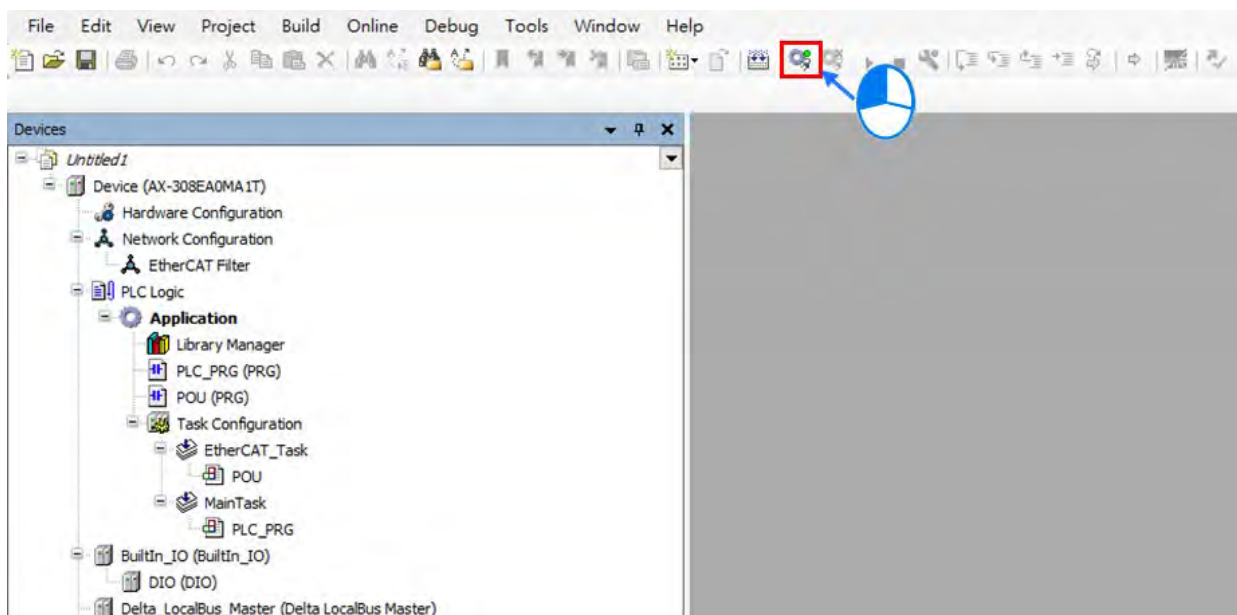 File Edit View Project Build Online Debug Tools Window Help
Devices
Untitled1
Device (AX-308EA0MA1T)
Hardware Configuration
Network Configuration
EtherCAT Filter
PLC Logic
Application
Library Manager
PLC_PRG (PRG)
POU (PRG)
Task Configuration
EtherCAT_Task
POU
MainTask
PLC_PRG
BuiltIn_IO (BuiltIn_IO)
DIO (DIO)
Delta_LocalBus_Master (Delta LocalBus Master)